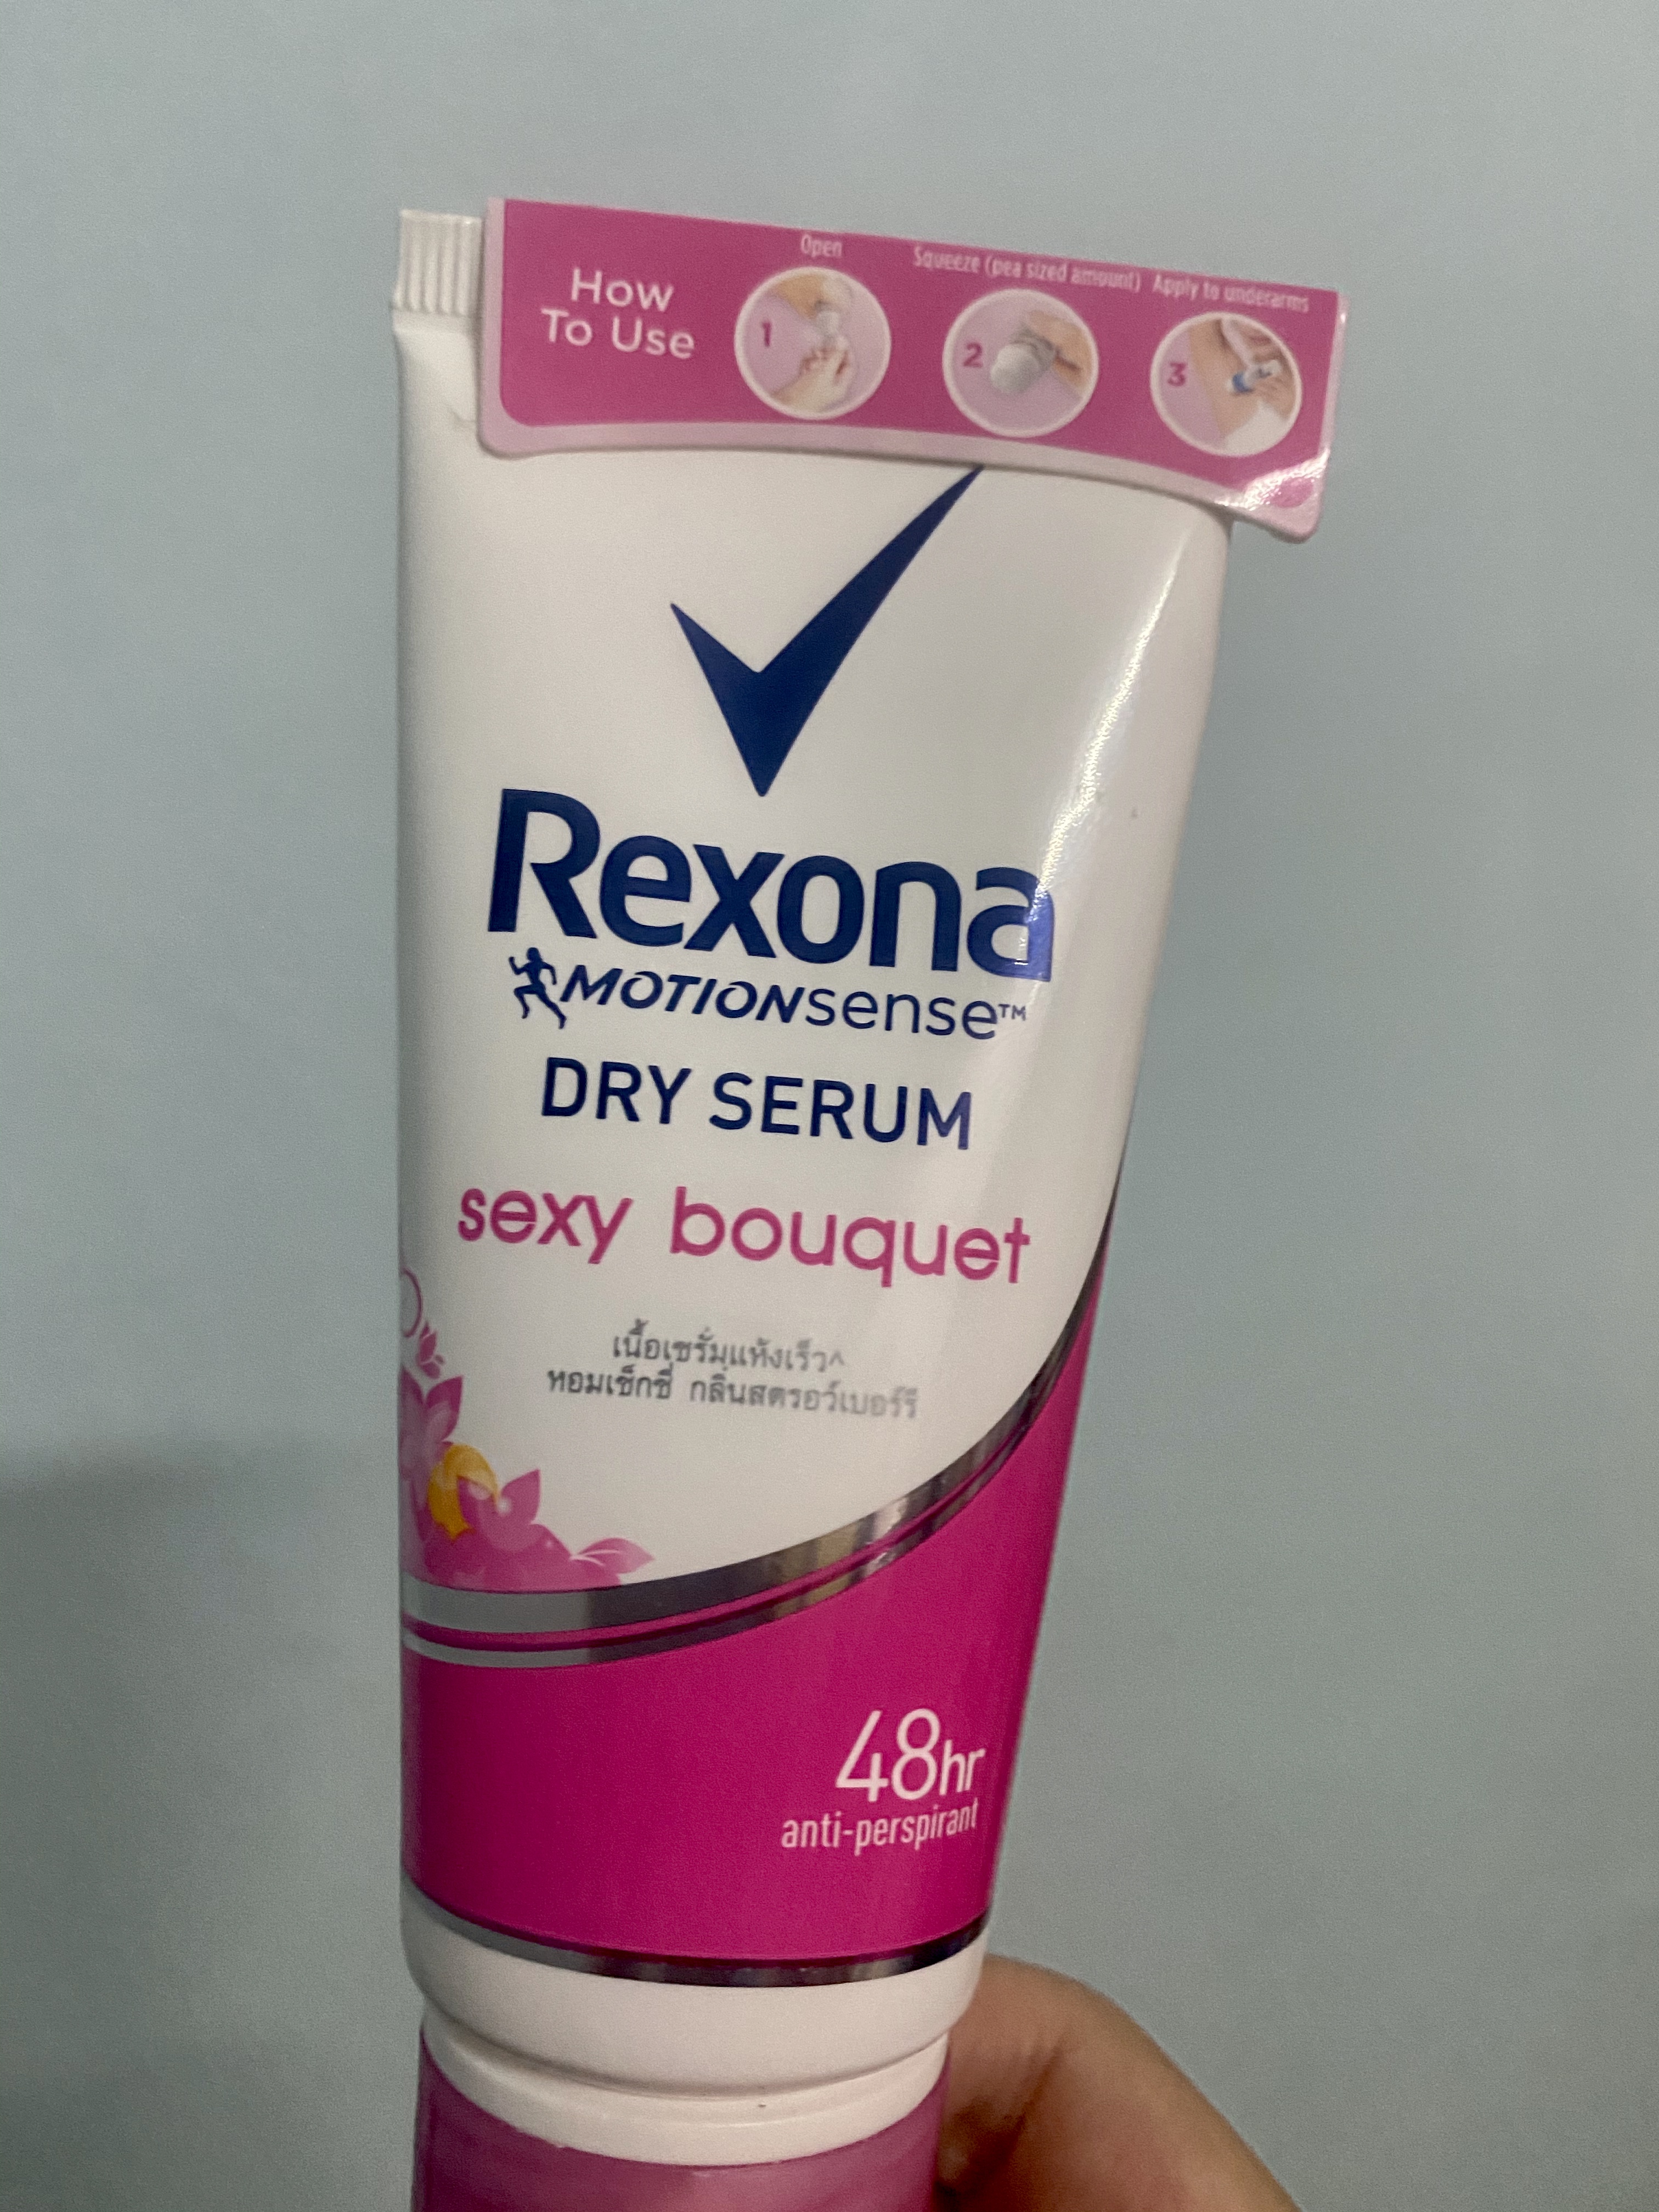 How
To Use
Open
1
Squeeze (pea sized amount)
2
Apply to underarms
3
Rexona
MOTIONsense™
DRY SERUM
sexy bouquet
เนื้อเซรั่มแห้งเร็ว^
หอมเซ็กซี่ กลิ่นสตรอว์เบอร์รี
48hr
anti-perspirant